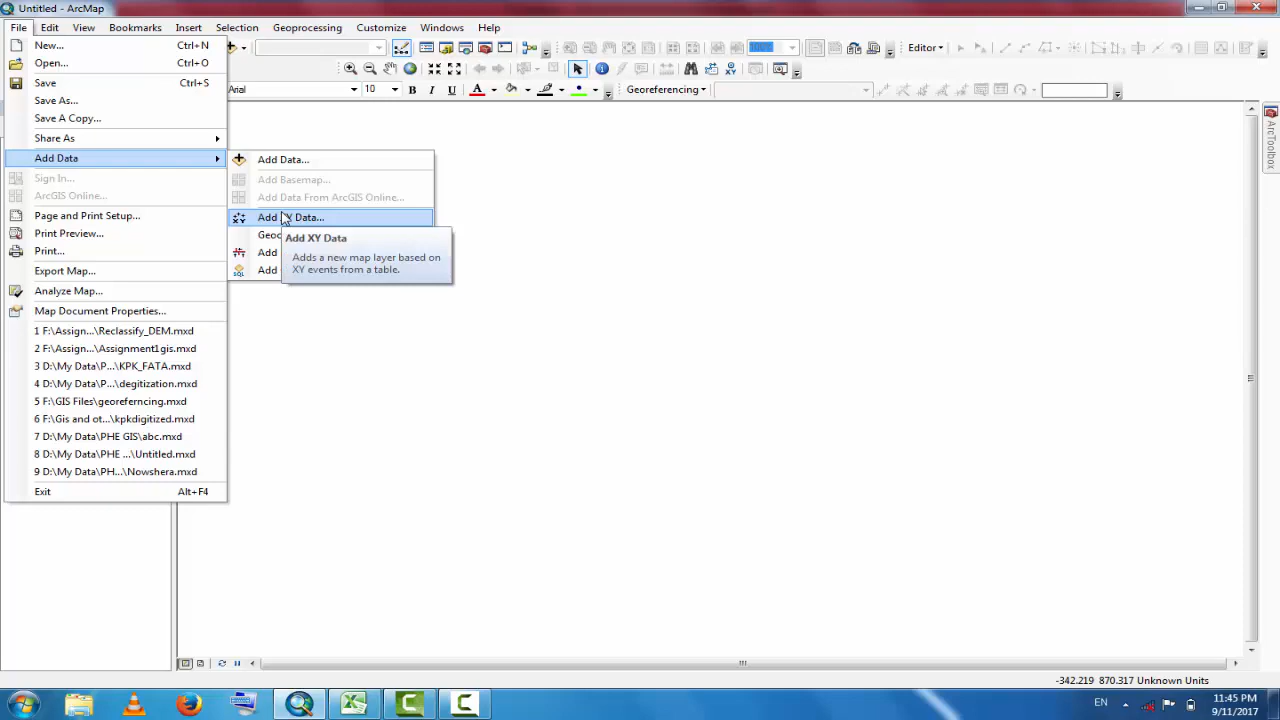 Untitled - ArcMap
File Edit View Bookmarks Insert Selection Geoprocessing Customize Windows Help
New... Ctrl+N
Open... Ctrl+O
Editor
Save Ctrl+S
Arial 10 B I U A Georeferencing
Save As...
Save A Copy...
Share As
Add Data
Add Data...
Sign In...
Add Basemap...
ArcGIS Online...
Add Data From ArcGIS Online...
Page and Print Setup...
Add XY Data...
Print Preview...
Geoc
Add XY Data
Print...
Add
Adds a new map layer based on
XY events from a table.
Export Map...
Add
Analyze Map...
Map Document Properties...
1 F:\Assign...\Reclassify_DEM.mxd
2 F:\Assign...\Assignment1gis.mxd
3 D:\My Data\P...\KPK_FATA.mxd
4 D:\My Data\P...\degitization.mxd
5 F:\GIS Files\georeferncing.mxd
6 F:\Gis and ot...\kpkdigitized.mxd
7 D:\My Data\PHE GIS\abc.mxd
8 D:\My Data\PHE ...\Untitled.mxd
9 D:\My Data\PH...\Nowshera.mxd
Exit Alt+F4
ArcToolbox
-342.219 870.317 Unknown Units
EN
11:45 PM
9/11/2017